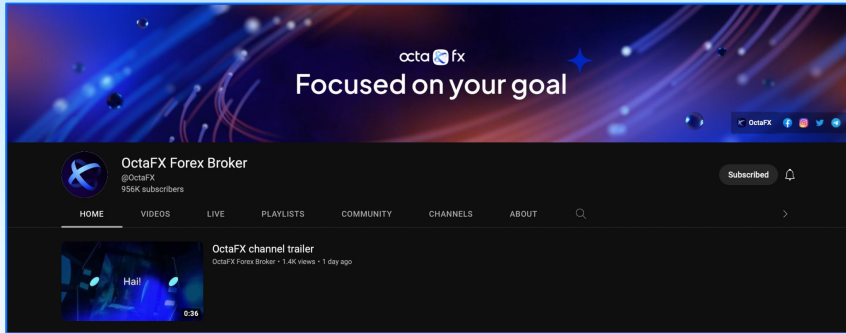 octa fx
Focused on your goal
OctaFX
OctaFX Forex Broker
@OctaFX
956K subscribers
Subscribed
HOME VIDEOS LIVE PLAYLISTS COMMUNITY CHANNELS ABOUT
OctaFX channel trailer
OctaFX Forex Broker • 1.4K views • 1 day ago
Hai!
0:36